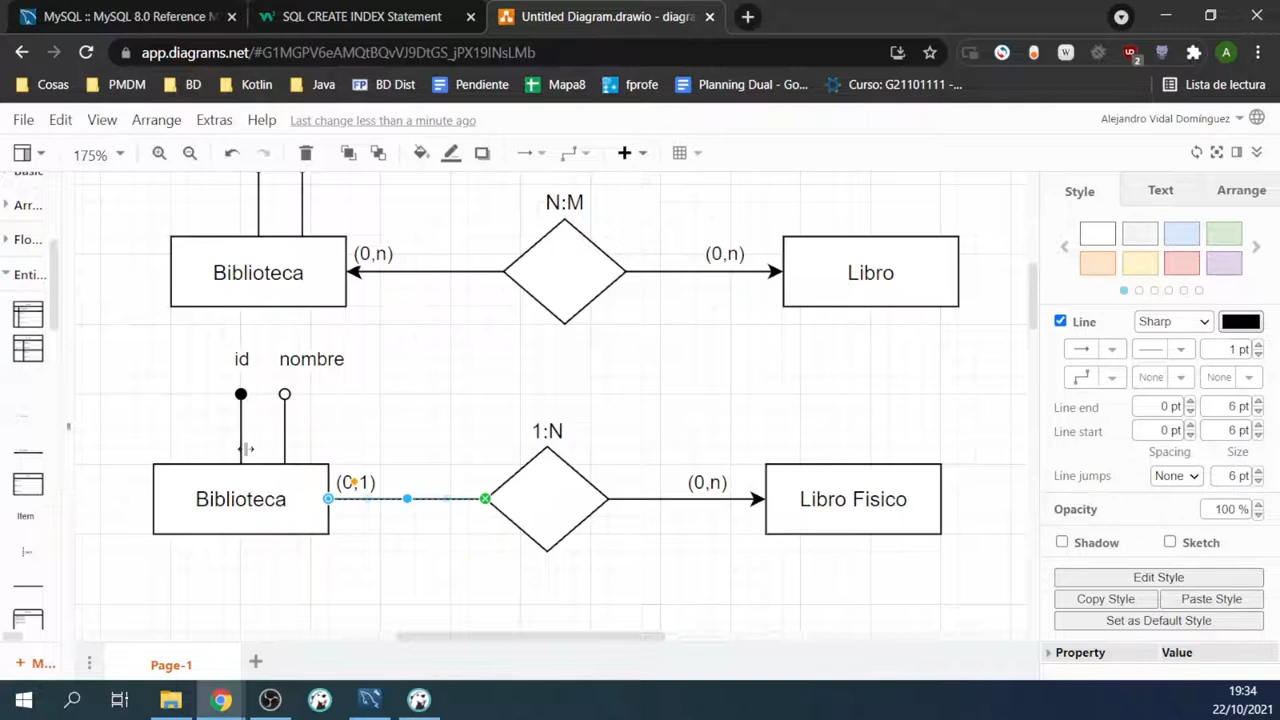 MySQL :: MySQL 8.0 Reference M
SQL CREATE INDEX Statement
Untitled Diagram.drawio - diagra
app.diagrams.net/#G1MGPV6eAMQtBQvVJ9DtGS_jPX19INsLMb
2
A
Cosas
PMDM
BD
Kotlin
Java
FP BD Dist
Pendiente
Mapa8
fprofe
Planning Dual - Go...
Curso: G21101111 -...
Lista de lectura
File Edit View Arrange Extras Help Last change less than a minute ago
Alejandro Vidal Domínguez
175%
Arr...
Flo...
Enti...
Item
M...
N:M
(0,n)
(0,n)
Biblioteca
Libro
id
nombre
1:N
(0,1)
(0,n)
Biblioteca
Libro Fisico
Style
Text
Arrange
Line
Sharp
1 pt
None
None
Line end
0 pt
6 pt
Line start
0 pt
6 pt
Spacing
Size
Line jumps
None
6 pt
Opacity
100 %
Shadow
Sketch
Edit Style
Copy Style
Paste Style
Set as Default Style
Property
Value
Page-1
19:34
22/10/2021